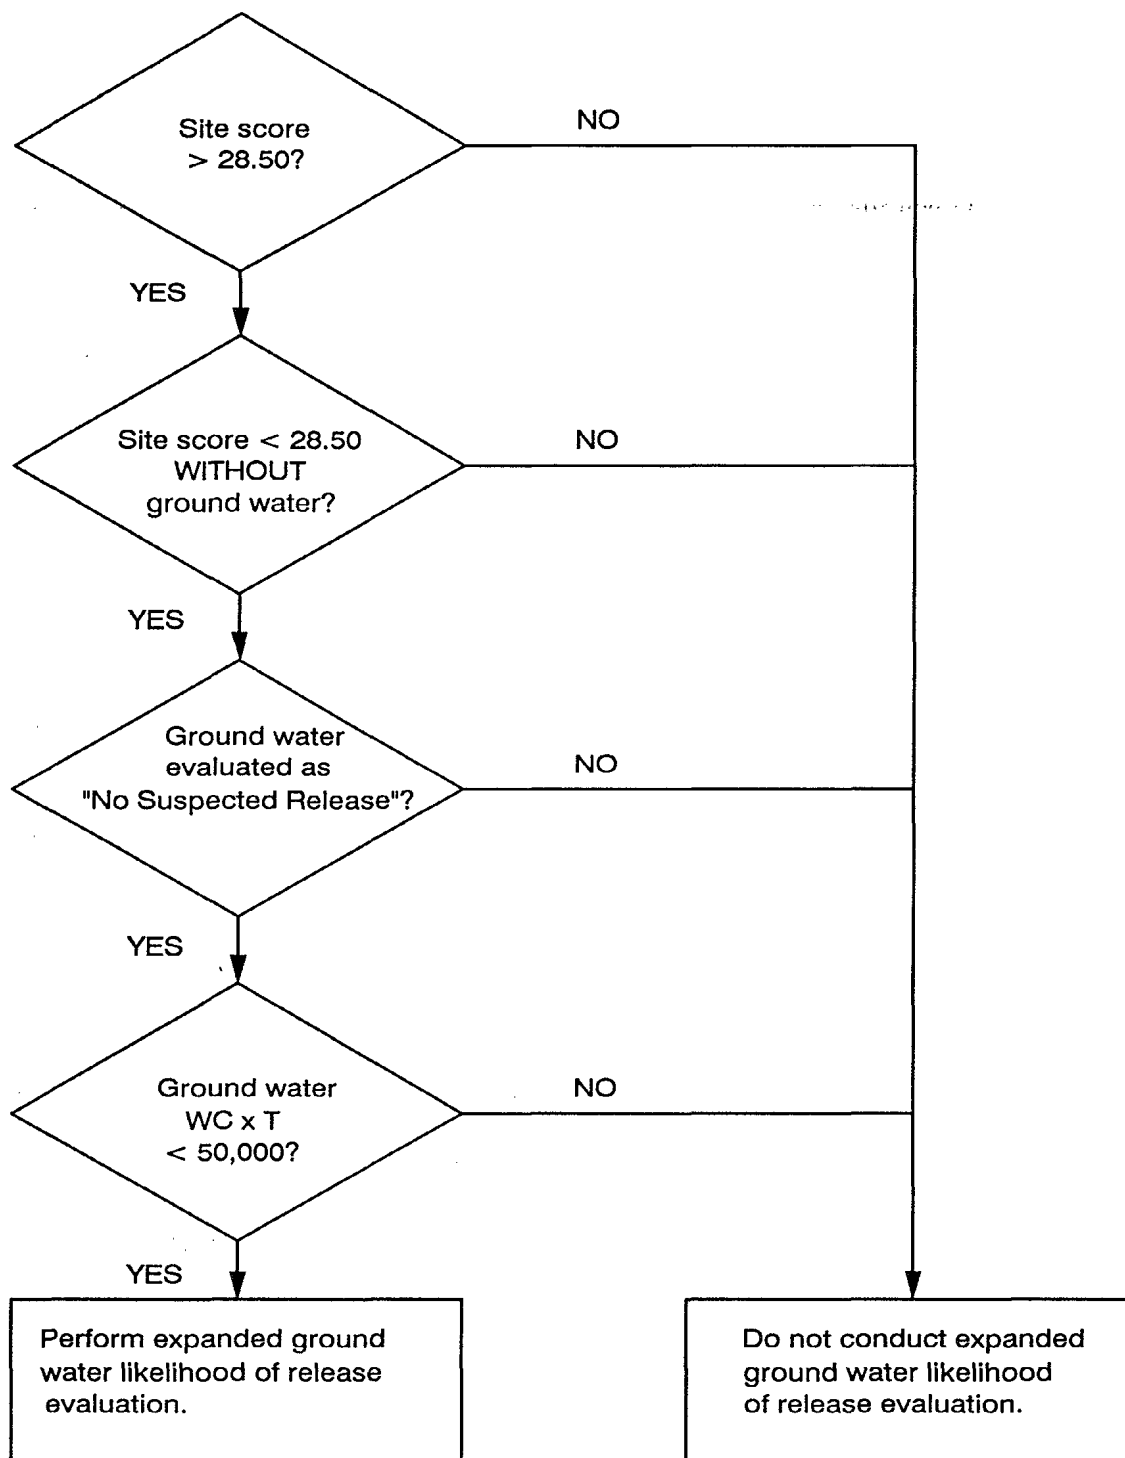 Site score
> 28.50?
NO
YES
Site score < 28.50
WITHOUT
ground water?
NO
YES
Ground water
evaluated as
"No Suspected Release"?
NO
YES
Ground water
WC x T
< 50,000?
NO
YES
Perform expanded ground
water likelihood of release
evaluation.
Do not conduct expanded
ground water likelihood
of release evaluation.